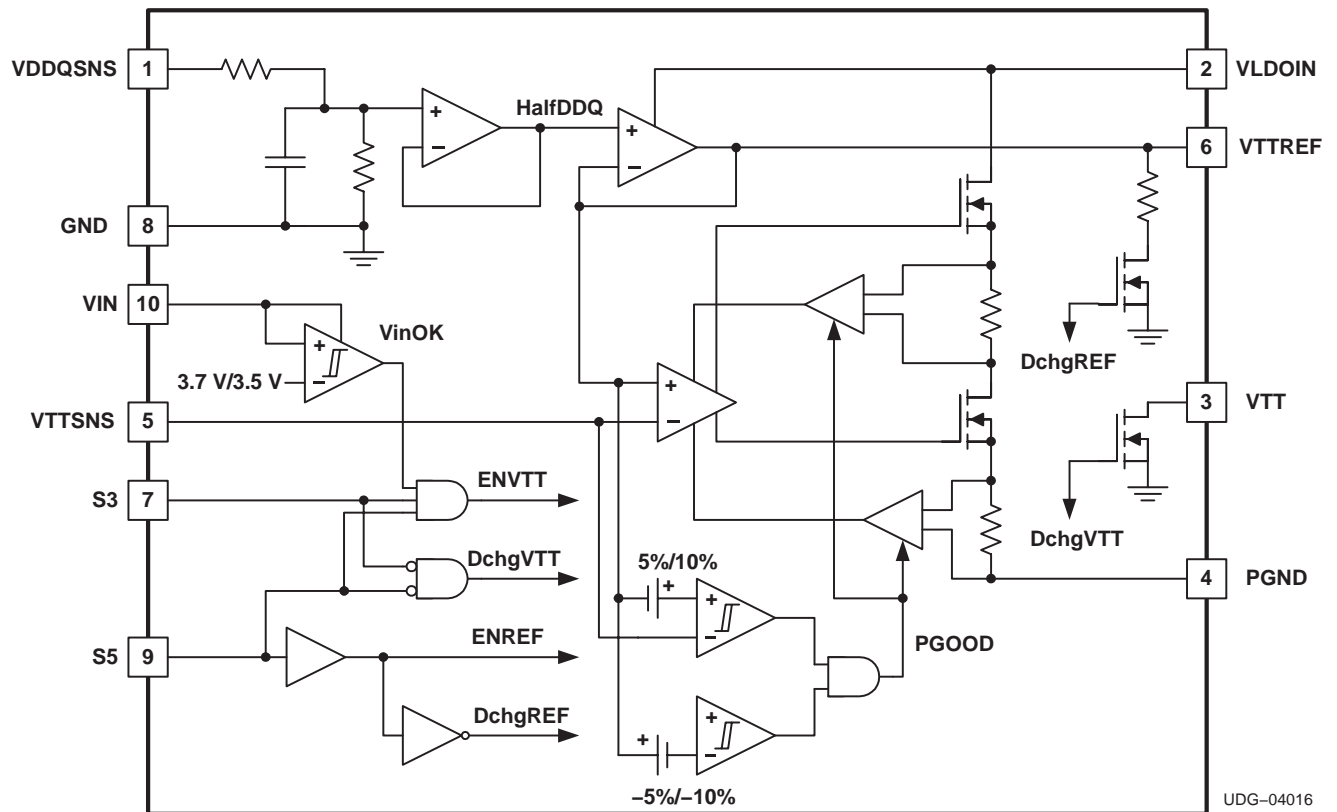 VDDQSNS 1
2 VLDOIN
+
HalfDDQ
+
−
−
6 VTTREF
GND 8
VIN 10
VinOK
+
3.7 V/3.5 V
−
DchgREF
VTTSNS 5
+
−
3 VTT
S3 7
ENVTT
DchgVTT
DchgVTT
5%/10%
+
+
−
4 PGND
S5 9
ENREF
PGOOD
DchgREF
+
+
−
−5%/−10%
UDG−04016